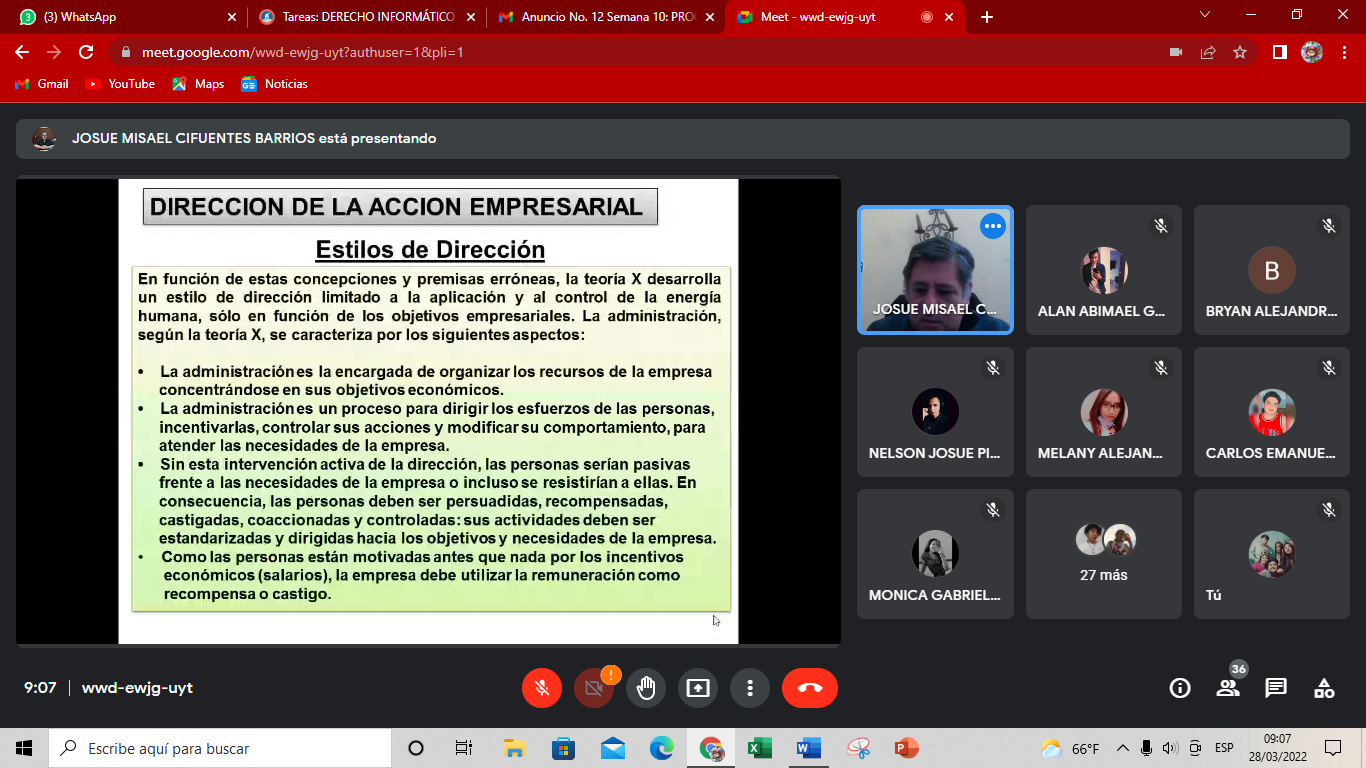 (3) WhatsApp
Tareas: DERECHO INFORMÁTICO
Anuncio No. 12 Semana 10: PROC
Meet - wwd-ewjg-uyt
meet.google.com/wwd-ewjg-uyt?authuser=1&pli=1
Gmail
YouTube
Maps
Noticias
JOSUE MISAEL CIFUENTES BARRIOS está presentando
DIRECCION DE LA ACCION EMPRESARIAL
Estilos de Dirección
En función de estas concepciones y premisas erróneas, la teoría X desarrolla
un estilo de dirección limitado a la aplicación y al control de la energía
humana, sólo en función de los objetivos empresariales. La administración,
según la teoría X, se caracteriza por los siguientes aspectos:
• La administración es la encargada de organizar los recursos de la empresa
concentrándose en sus objetivos económicos.
• La administración es un proceso para dirigir los esfuerzos de las personas,
incentivarlas, controlar sus acciones y modificar su comportamiento, para
atender las necesidades de la empresa.
• Sin esta intervención activa de la dirección, las personas serían pasivas
frente a las necesidades de la empresa o incluso se resistirían a ellas. En
consecuencia, las personas deben ser persuadidas, recompensadas,
castigadas, coaccionadas y controladas: sus actividades deben ser
estandarizadas y dirigidas hacia los objetivos y necesidades de la empresa.
• Como las personas están motivadas antes que nada por los incentivos
económicos (salarios), la empresa debe utilizar la remuneración como
recompensa o castigo.
JOSUE MISAEL C...
ALAN ABIMAEL G...
B
BRYAN ALEJANDR...
NELSON JOSUE PI...
MELANY ALEJAN...
CARLOS EMANUE...
MONICA GABRIEL...
27 más
Tú
9:07 | wwd-ewjg-uyt
36
Escribe aquí para buscar
66°F
ESP
09:07
28/03/2022